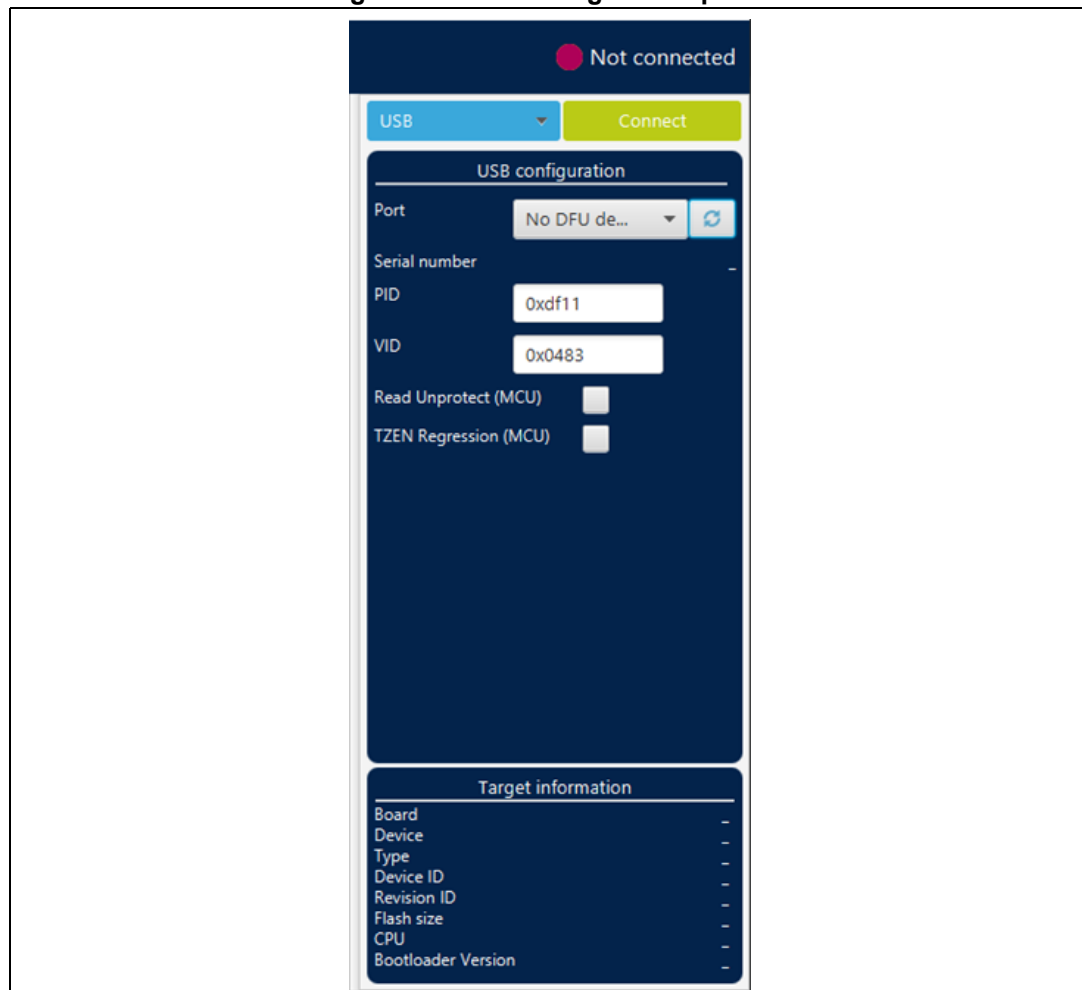 Not connected
USB Connect
USB configuration
Port No DFU de...
Serial number _
PID 0xdf11
VID 0x0483
Read Unprotect (MCU)
TZEN Regression (MCU)
Target information
Board _
Device _
Type _
Device ID _
Revision ID _
Flash size _
CPU _
Bootloader Version _